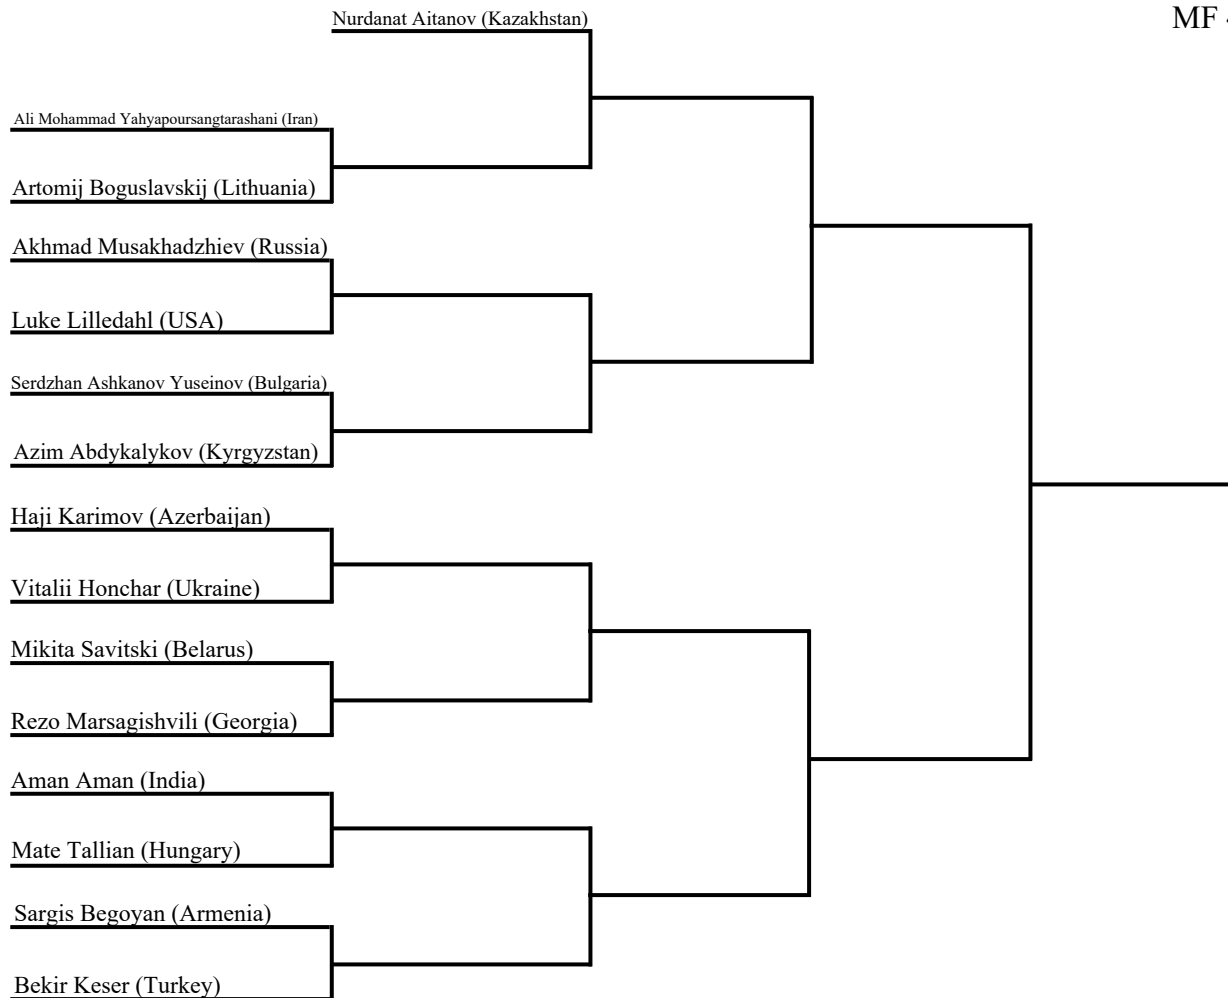 Nurdanat Aitanov (Kazakhstan)
MF
Ali Mohammad Yahyapoursangtarashani (Iran)
Artomij Boguslavskij (Lithuania)
Akhmad Musakhadzhiev (Russia)
Luke Lilledahl (USA)
Serdzhan Ashkanov Yuseinov (Bulgaria)
Azim Abdykalykov (Kyrgyzstan)
Haji Karimov (Azerbaijan)
Vitalii Honchar (Ukraine)
Mikita Savitski (Belarus)
Rezo Marsagishvili (Georgia)
Aman Aman (India)
Mate Tallian (Hungary)
Sargis Begoyan (Armenia)
Bekir Keser (Turkey)